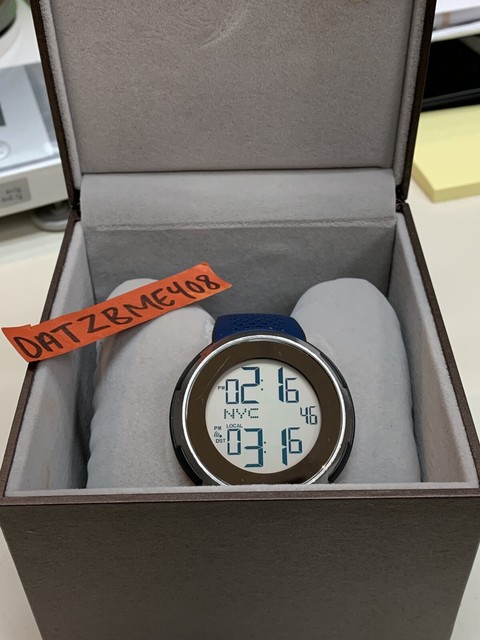 DATZBME408
PM 02:16
NYC 46
PM LOCAL
DST 03:16